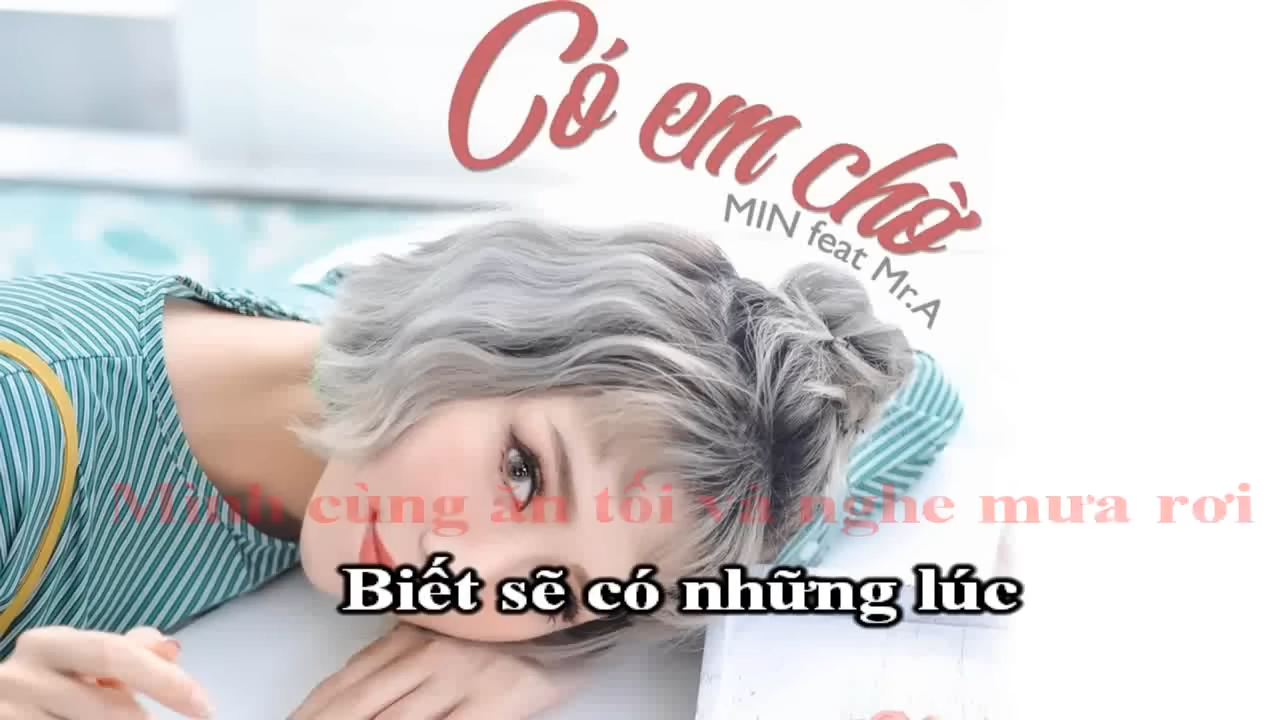 Có em chờ
MIN feat Mr.A
Mình cùng ăn tối và nghe mưa rơi
Biết sẽ có những lúc